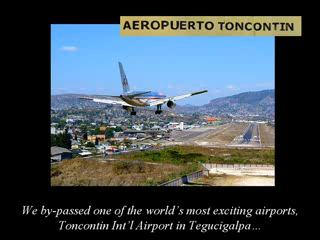 AEROPUERTO TONCONTIN
We by-passed one of the world´s most exciting airports,
Toncontin Int´l Airport in Tegucigalpa…